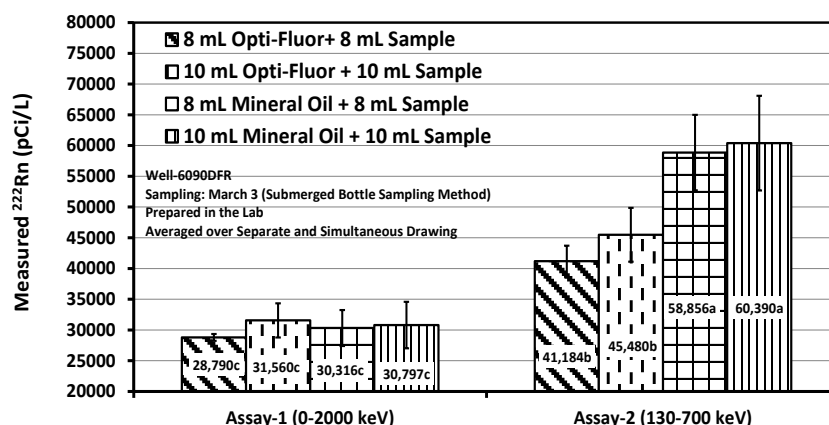 80000
75000
70000
65000
60000
55000
50000
45000
40000
35000
30000
25000
20000
Measured ²²²Rn (pCi/L)
8 mL Opti-Fluor+ 8 mL Sample
10 mL Opti-Fluor + 10 mL Sample
8 mL Mineral Oil + 8 mL Sample
10 mL Mineral Oil + 10 mL Sample
Well-6090DFR
Sampling: March 3 (Submerged Bottle Sampling Method)
Prepared in the Lab
Averaged over Separate and Simultaneous Drawing
28,790c
31,560c
30,316c
30,797c
41,184b
45,480b
58,856a
60,390a
Assay-1 (0-2000 keV)
Assay-2 (130-700 keV)